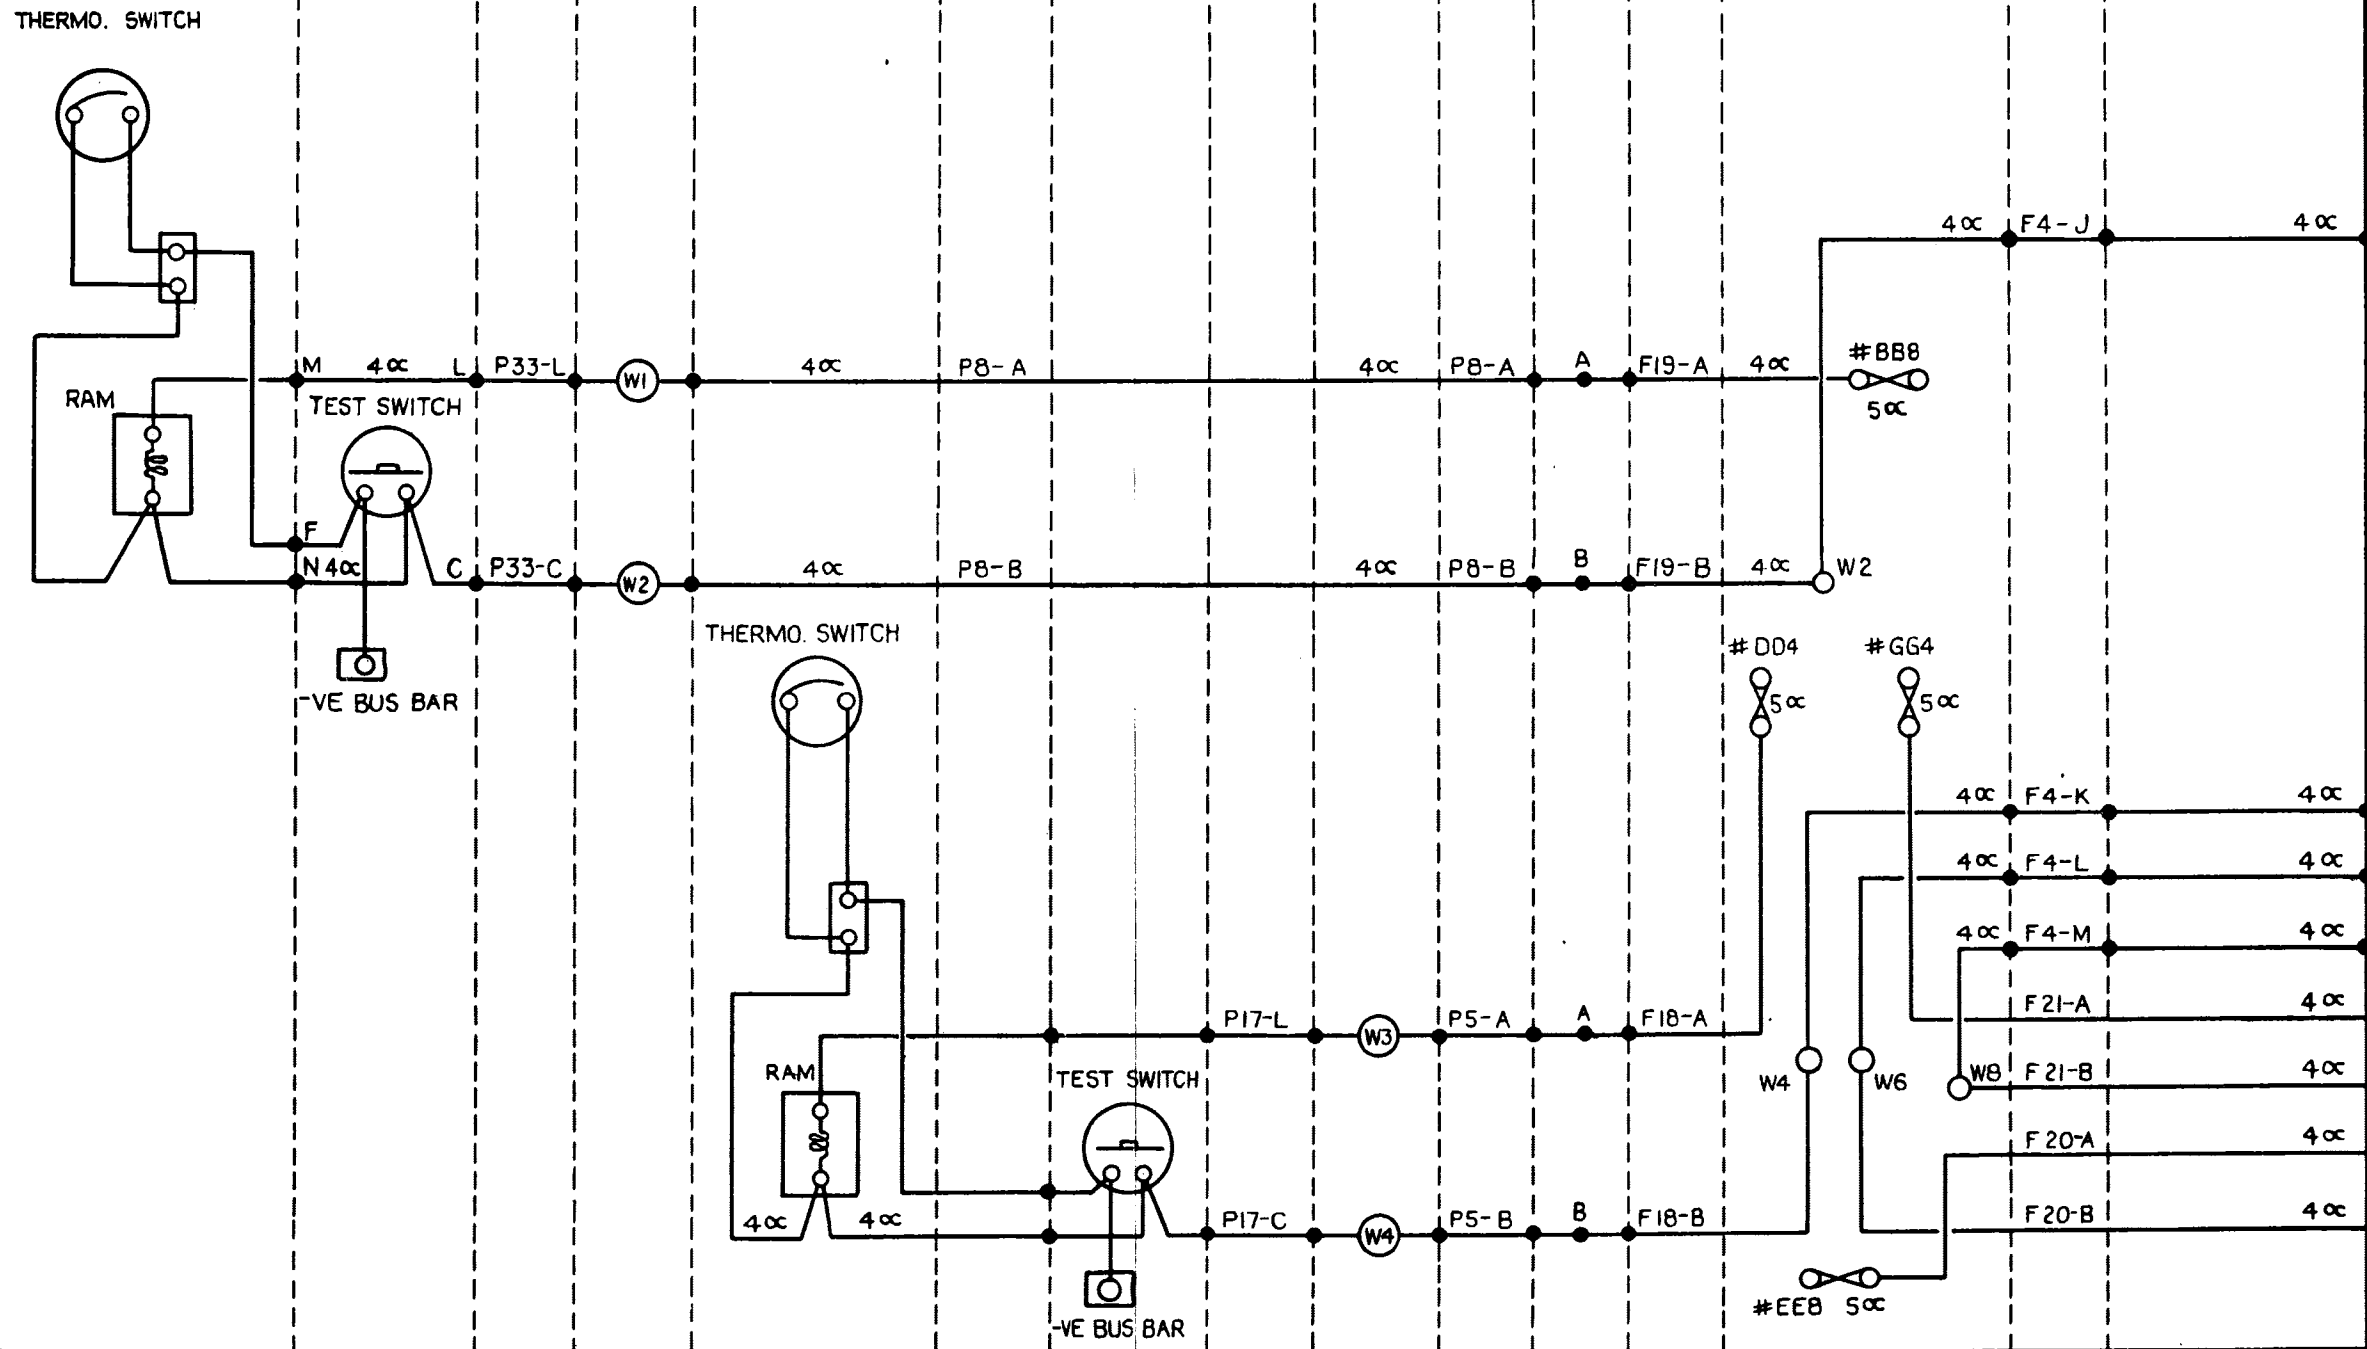 THERMO. SWITCH
4∝ F4-J 4∝
#BB8
M 4∝ L P33-L W1 4∝ P8-A 4∝ P8-A A F19-A 4∝
5∝
RAM
TEST SWITCH
F
N 4∝ C P33-C W2 4∝ P8-B 4∝ P8-B B F19-B 4∝ W2
THERMO. SWITCH
#DD4 #GG4
-VE BUS BAR
5∝ 5∝
4∝ F4-K 4∝
4∝ F4-L 4∝
4∝ F4-M 4∝
F21-A 4∝
P17-L W3 P5-A A F18-A
RAM
TEST SWITCH
W4 W6 W8 F21-B 4∝
F20-A 4∝
4∝ 4∝ P17-C W4 P5-B B F18-B F20-B 4∝
#EE8 5∝
-VE BUS BAR